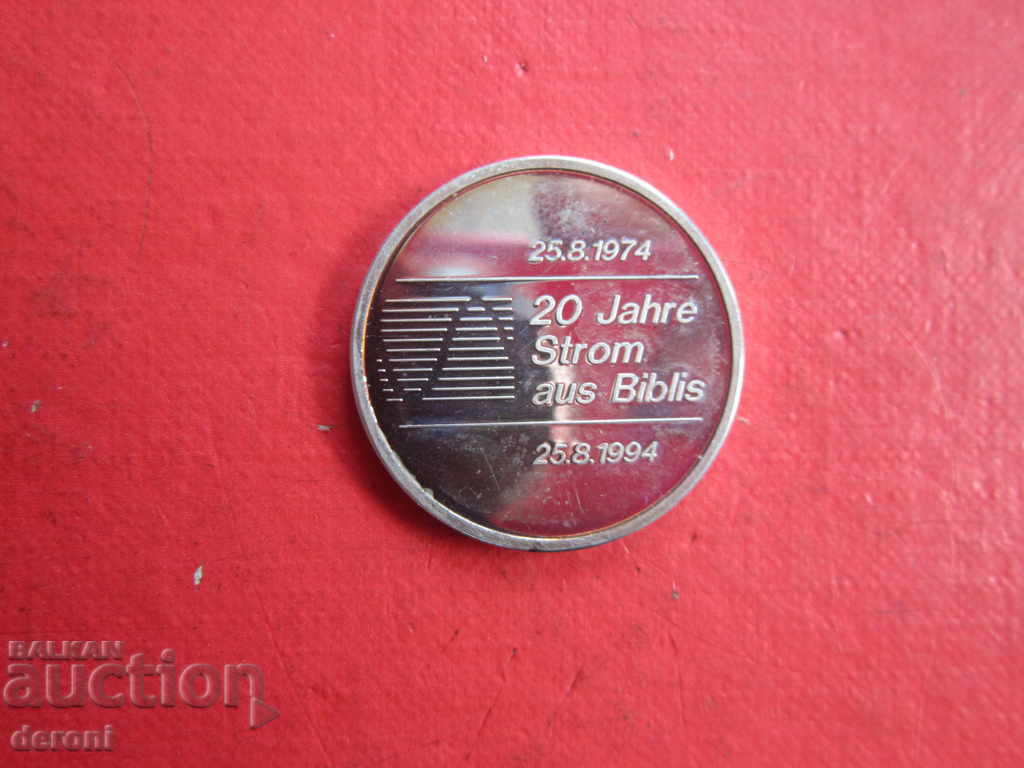 25.8.1974
20 Jahre
Strom
aus Biblis
25.8.1994
BALKAN
auction
deroni